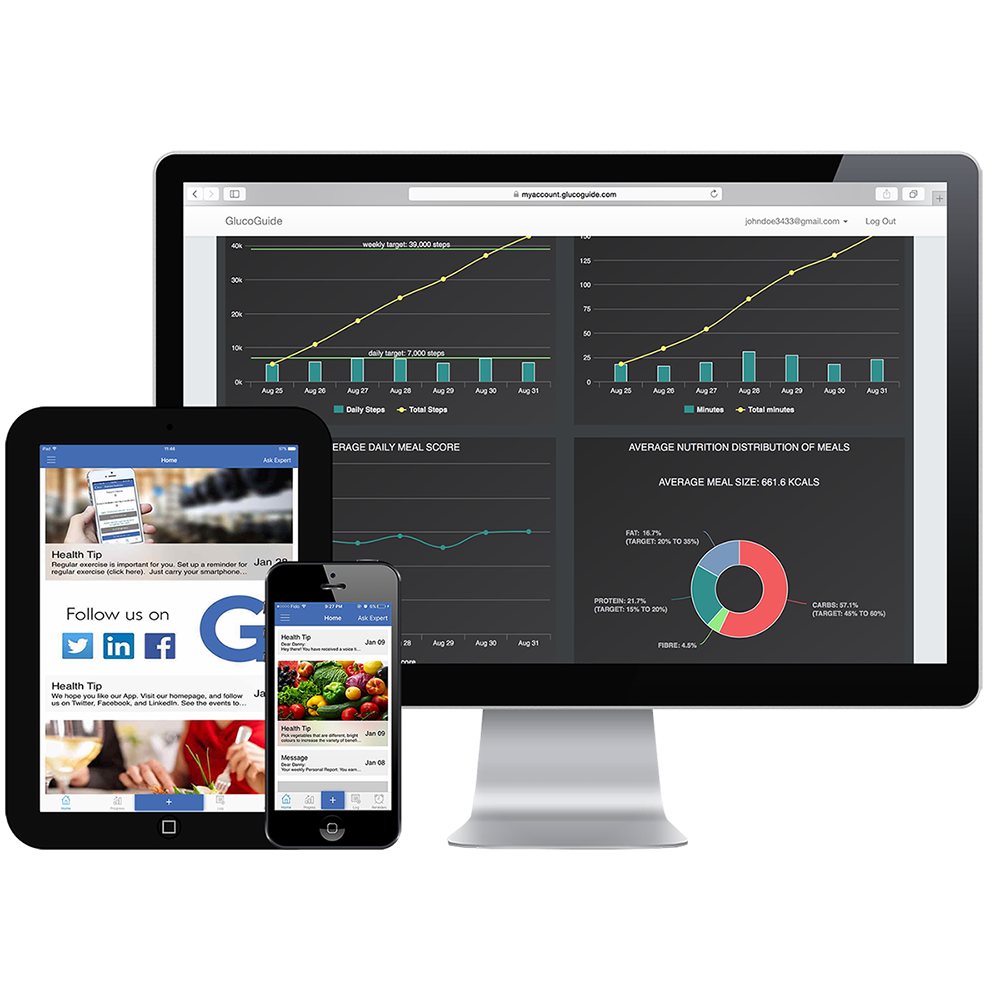 myaccount.glucoguide.com
GlucoGuide
johndoe3433@gmail.com
Log Out
40k
weekly target: 39,000 steps
30k
20k
10k
daily target: 7,000 steps
0k
Aug 25 Aug 26 Aug 27 Aug 28 Aug 29 Aug 30 Aug 31
Daily Steps Total Steps
125
100
75
50
25
0
Aug 25 Aug 26 Aug 27 Aug 28 Aug 29 Aug 30 Aug 31
Minutes Total minutes
ERAGE DAILY MEAL SCORE
28 Aug 29 Aug 30 Aug 31
AVERAGE NUTRITION DISTRIBUTION OF MEALS
AVERAGE MEAL SIZE: 661.6 KCALS
FAT: 16.7%
(TARGET: 20% TO 35%)
PROTEIN: 21.7%
(TARGET: 15% TO 20%)
CARBS: 57.1%
(TARGET: 45% TO 60%)
FIBRE: 4.5%
iPad
11:46
97%
Home
Ask Expert
Health Tip
Regular exercise is important for you. Set up a reminder for
regular exercise (click here). Just carry your smartphone...
Jan
Follow us on
in
f
G
Health Tip
We hope you like our App. Visit our homepage, and follow
us on Twitter, Facebook, and LinkedIn. See the events to...
Home
Progress
+
Log
Fido
9:27 PM
6%
Home
Ask Expert
Health Tip
Dear Danny:
Hey there! You have received a voice ti...
Jan 09
Health Tip
Pick vegetables that are different, bright
colours to increase the variety of benefi...
Jan 09
Message
Dear Danny:
Your weekly Personal Report: You earn...
Jan 08
Home
Progress
+
Log
Reminders